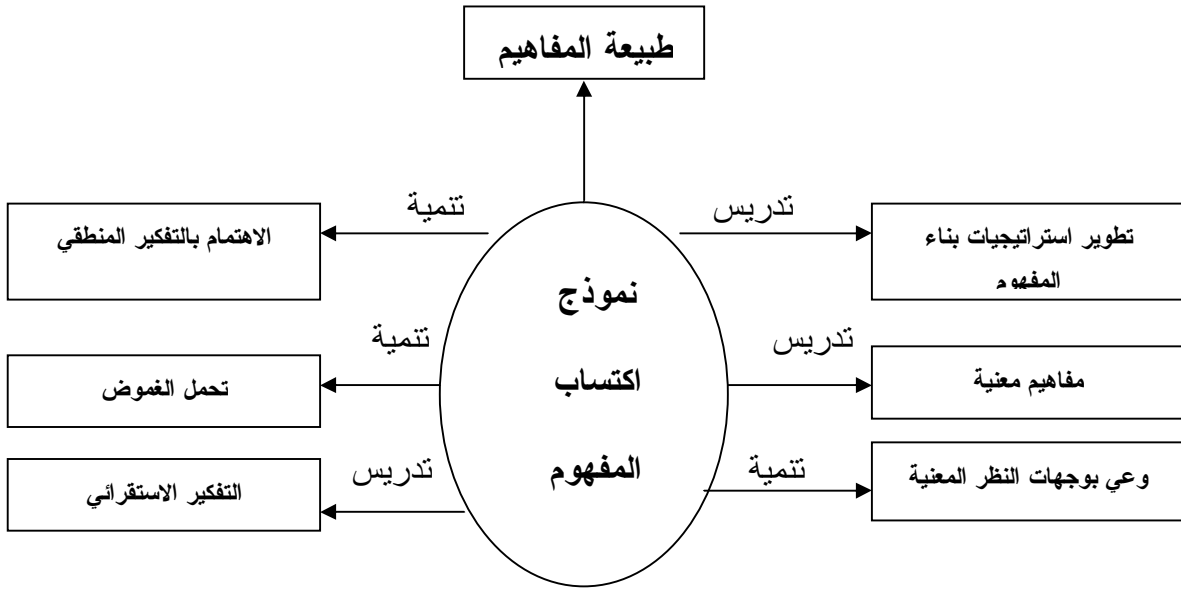 طبيعة المفاهيم
تدريس
تنمية
تطوير استراتيجيات بناء
المفهوم
الاهتمام بالتفكير المنطقي
نموذج
اكتساب
المفهوم
تدريس
تنمية
مفاهيم معنية
تحمل الغموض
تنمية
تدريس
وعي بوجهات النظر المعنية
التفكير الاستقرائي